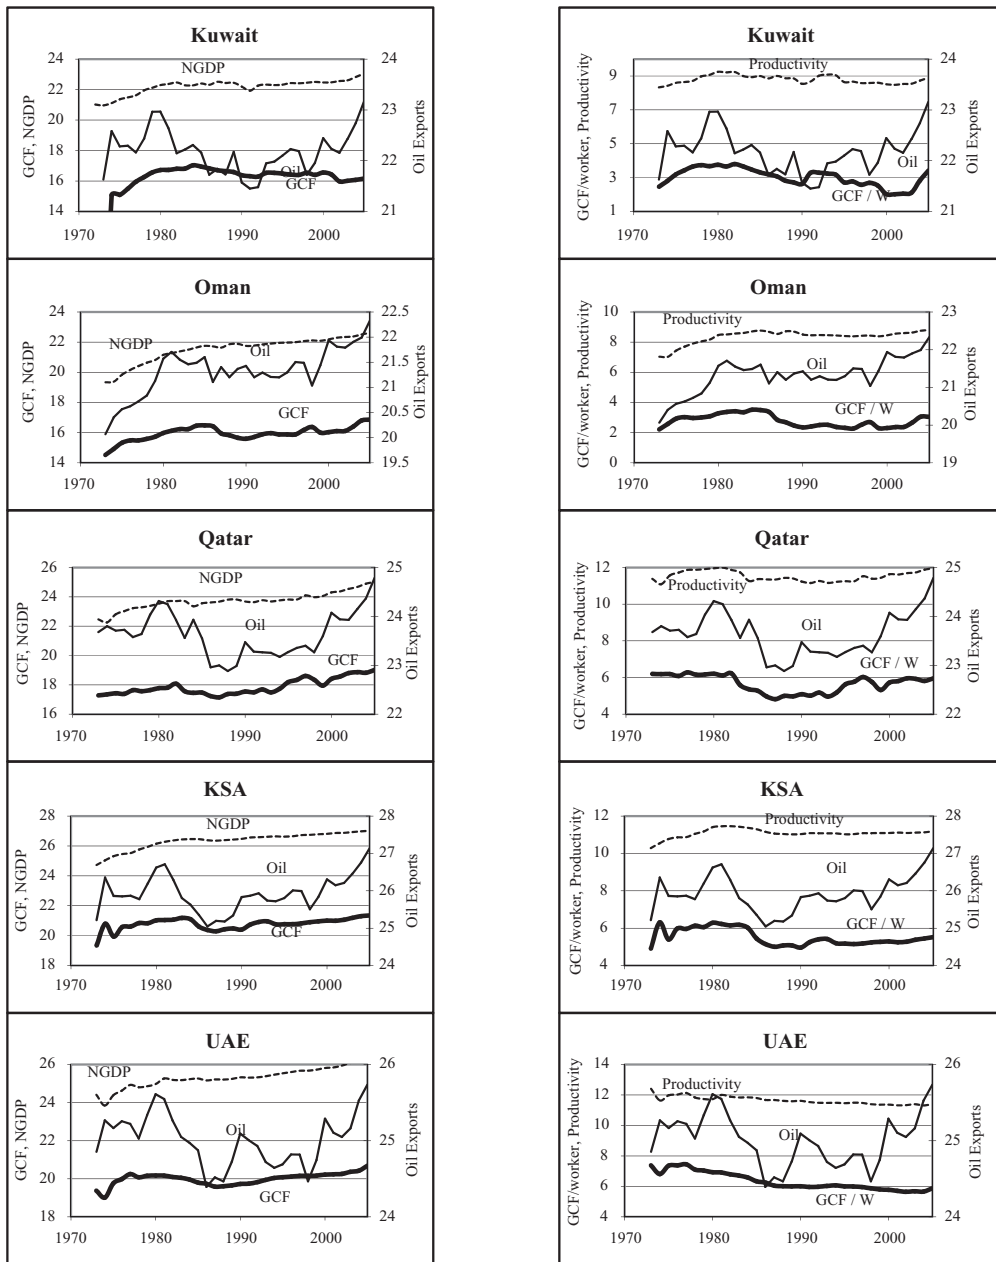 Kuwait
24
22
20
18
16
14
24
23
22
21
1970
1980
1990
2000
GCF, NGDP
Oil Exports
NGDP
Oil
GCF
Kuwait
9
7
5
3
1
24
23
22
21
1970
1980
1990
2000
GCF/worker, Productivity
Oil Exports
Productivity
Oil
GCF / W
Oman
24
22
20
18
16
14
22.5
22
21.5
21
20.5
20
19.5
1970
1980
1990
2000
GCF, NGDP
Oil Exports
NGDP
Oil
GCF
Oman
10
8
6
4
2
0
23
22
21
20
19
1970
1980
1990
2000
GCF/worker, Productivity
Oil Exports
Productivity
Oil
GCF / W
Qatar
26
24
22
20
18
16
25
24
23
22
1970
1980
1990
2000
GCF, NGDP
Oil Exports
NGDP
Oil
GCF
Qatar
12
10
8
6
4
25
24
23
22
1970
1980
1990
2000
GCF/worker, Productivity
Oil Exports
Productivity
Oil
GCF / W
KSA
28
26
24
22
20
18
28
27
26
25
24
1970
1980
1990
2000
GCF, NGDP
Oil Exports
NGDP
Oil
GCF
KSA
12
10
8
6
4
28
27
26
25
24
1970
1980
1990
2000
GCF/worker, Productivity
Oil Exports
Productivity
Oil
GCF / W
UAE
26
24
22
20
18
26
25
24
1970
1980
1990
2000
GCF, NGDP
Oil Exports
NGDP
Oil
GCF
UAE
14
12
10
8
6
4
26
25
24
1970
1980
1990
2000
GCF/worker, Productivity
Oil Exports
Productivity
Oil
GCF / W